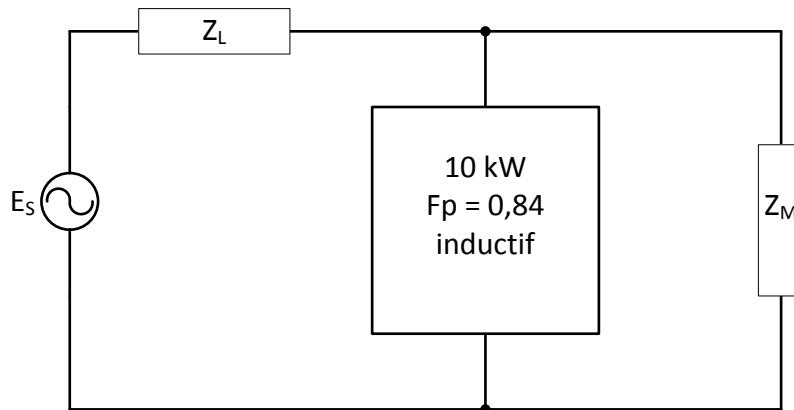 Z_L
E_S
10 kW
Fp = 0,84
inductif
Z_M